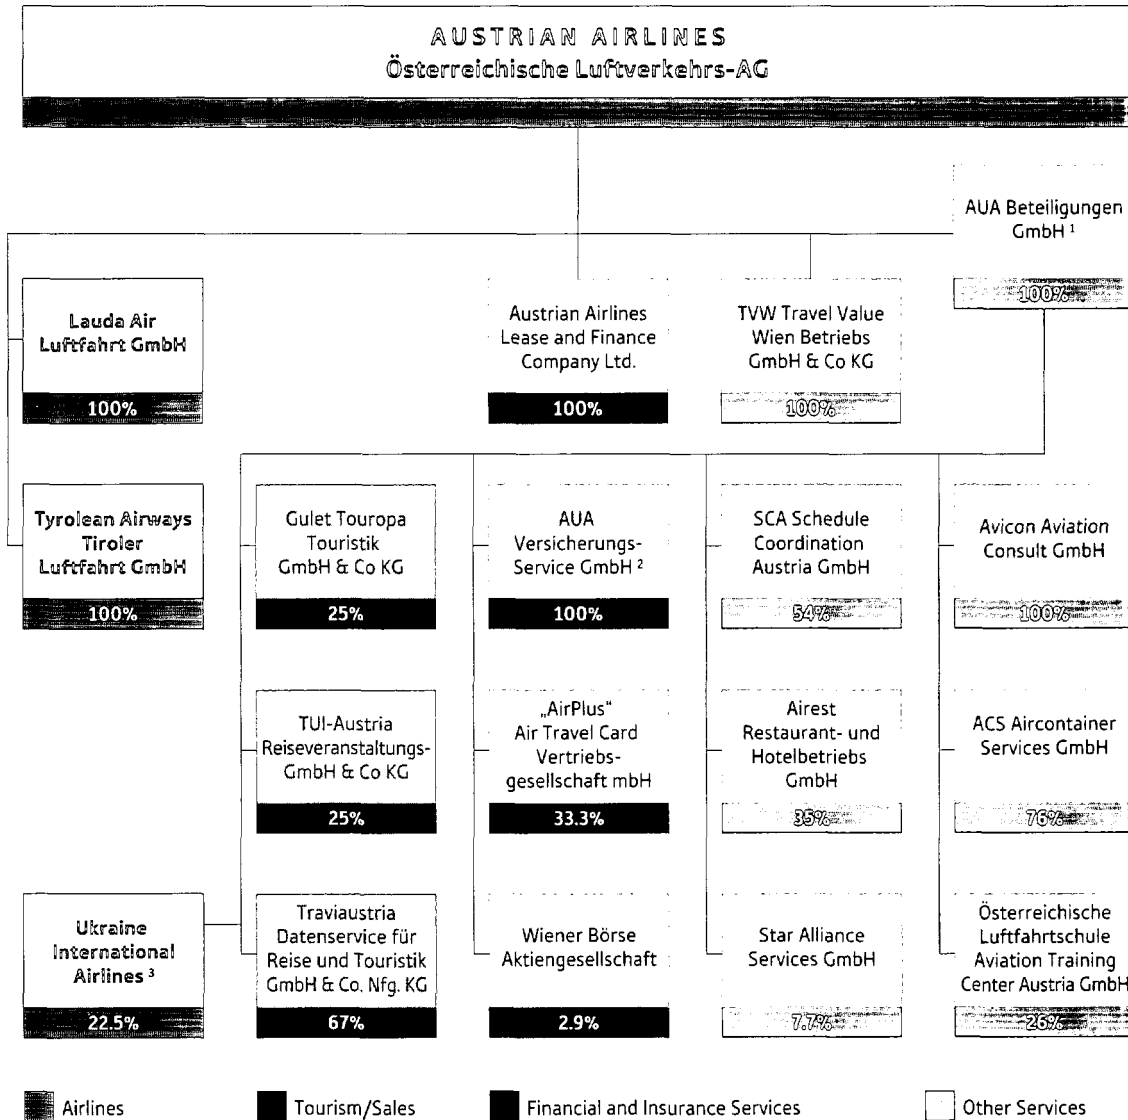 AUSTRIAN AIRLINES
Österreichische Luftverkehrs-AG
AUA Beteiligungen
GmbH ¹
100%
Lauda Air
Luftfahrt GmbH
100%
Austrian Airlines
Lease and Finance
Company Ltd.
100%
TVW Travel Value
Wien Betriebs
GmbH & Co KG
100%
Tyrolean Airways
Tiroler
Luftfahrt GmbH
100%
Gulet Touropa
Touristik
GmbH & Co KG
25%
AUA
Versicherungs-
Service GmbH ²
100%
SCA Schedule
Coordination
Austria GmbH
54%
Avicon Aviation
Consult GmbH
100%
TUI-Austria
Reiseveranstaltungs-
GmbH & Co KG
25%
„AirPlus“
Air Travel Card
Vertriebs-
gesellschaft mbH
33.3%
Airest
Restaurant- und
Hotelbetriebs
GmbH
35%
ACS Aircontainer
Services GmbH
76%
Ukraine
International
Airlines ³
22.5%
Traviaustria
Datenservice für
Reise und Touristik
GmbH & Co. Nfg. KG
67%
Wiener Börse
Aktiengesellschaft
2.9%
Star Alliance
Services GmbH
7.7%
Österreichische
Luftfahrtschule
Aviation Training
Center Austria GmbH
26%
Airlines
Tourism/Sales
Financial and Insurance Services
Other Services